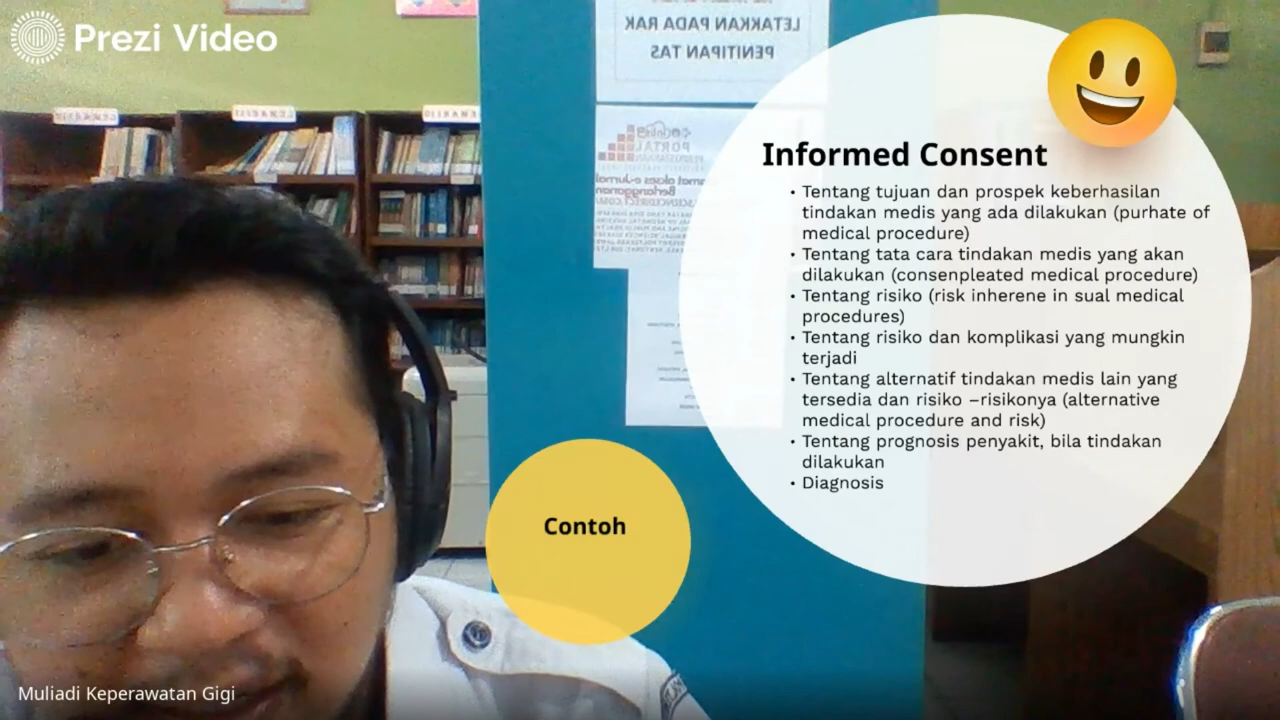 Prezi Video
LETAKKAN PADA RAK
PENITIPAN TAS
Informed Consent
• Tentang tujuan dan prospek keberhasilan
tindakan medis yang ada dilakukan (purhate of
medical procedure)
• Tentang tata cara tindakan medis yang akan
dilakukan (consenpleated medical procedure)
• Tentang risiko (risk inherene in sual medical
procedures)
• Tentang risiko dan komplikasi yang mungkin
terjadi
• Tentang alternatif tindakan medis lain yang
tersedia dan risiko –risikonya (alternative
medical procedure and risk)
• Tentang prognosis penyakit, bila tindakan
dilakukan
• Diagnosis
Contoh
Muliadi Keperawatan Gigi